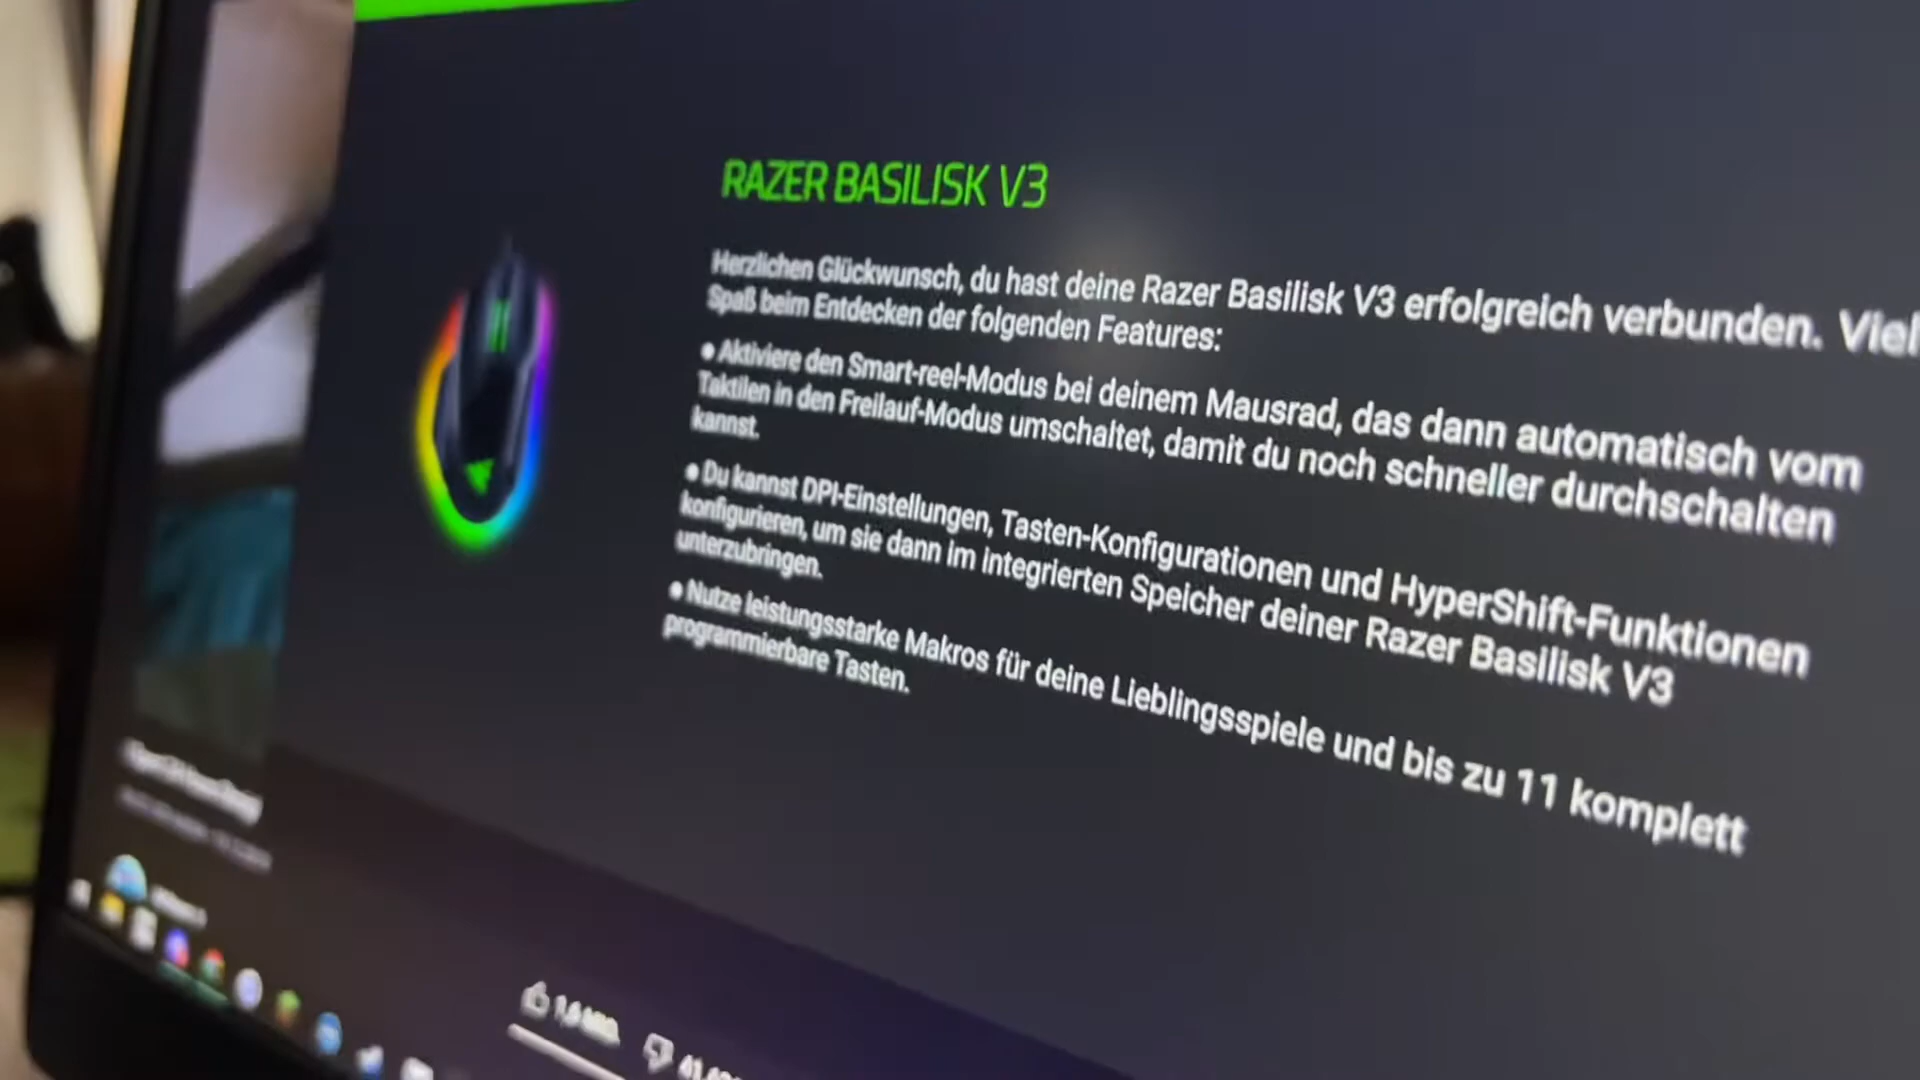 RAZER BASILISK V3
Herzlichen Glückwunsch, du hast deine Razer Basilisk V3 erfolgreich verbunden. Viel
Spaß beim Entdecken der folgenden Features:
● Aktiviere den Smart-reel-Modus bei deinem Mausrad, das dann automatisch vom
Taktilen in den Freilauf-Modus umschaltet, damit du noch schneller durchschalten
kannst.
● Du kannst DPI-Einstellungen, Tasten-Konfigurationen und HyperShift-Funktionen
konfigurieren, um sie dann im integrierten Speicher deiner Razer Basilisk V3
unterzubringen.
● Nutze leistungsstarke Makros für deine Lieblingsspiele und bis zu 11 komplett
programmierbare Tasten.